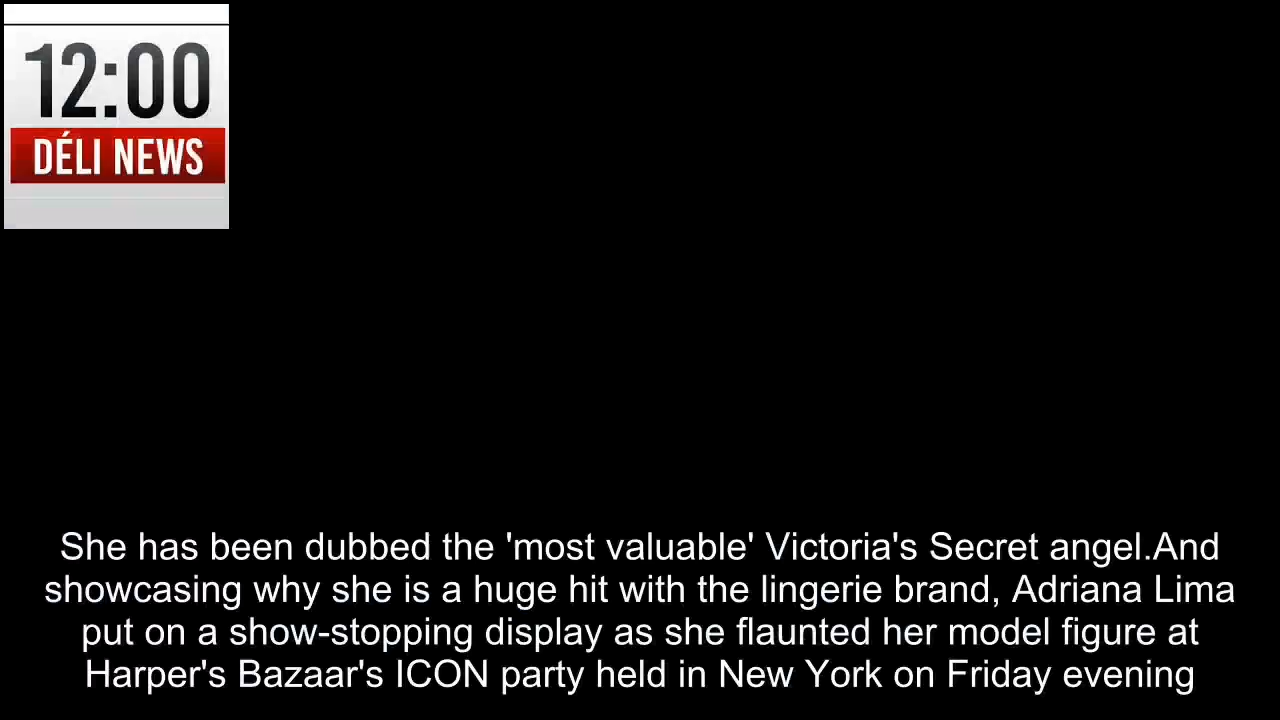 12:00
DÉLI NEWS
She has been dubbed the 'most valuable' Victoria's Secret angel.And
showcasing why she is a huge hit with the lingerie brand, Adriana Lima
put on a show-stopping display as she flaunted her model figure at
Harper's Bazaar's ICON party held in New York on Friday evening